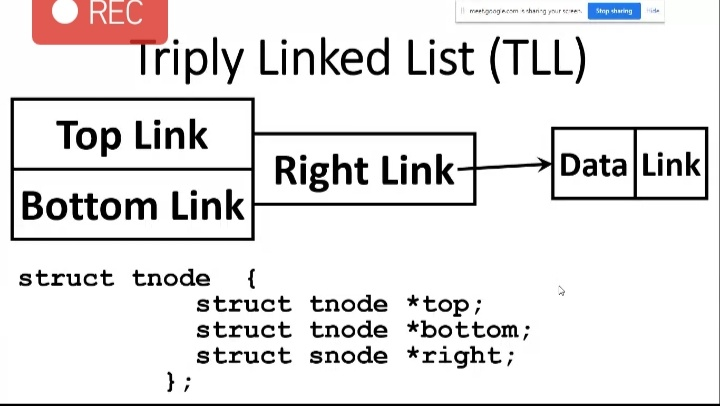 REC
meet.google.com is sharing your screen.
Stop sharing
Hide
Triply Linked List (TLL)
Top Link
Bottom Link
Right Link
Data
Link
struct tnode {
struct tnode *top;
struct tnode *bottom;
struct snode *right;
};